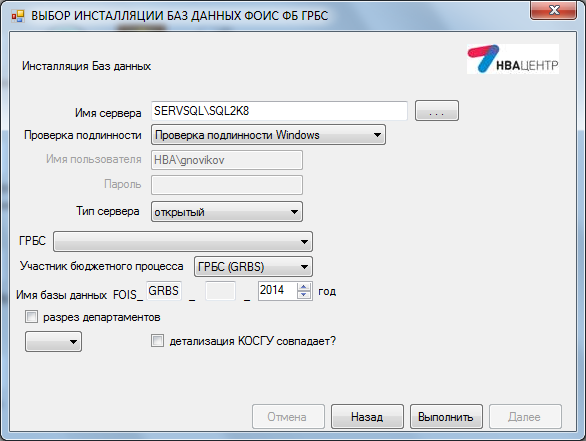 ВЫБОР ИНСТАЛЛЯЦИИ БАЗ ДАННЫХ ФОИС ФБ ГРБС
Инсталляция Баз данных
НВАЦЕНТР
Имя сервера SERVSQL\SQL2K8 ...
Проверка подлинности Проверка подлинности Windows
Имя пользователя HBA\gnovikov
Пароль
Тип сервера открытый
ГРБС
Участник бюджетного процесса ГРБС (GRBS)
Имя базы данных FOIS_ GRBS _ _ 2014 год
разрез департаментов
детализация КОСГУ совпадает?
Отмена Назад Выполнить Далее